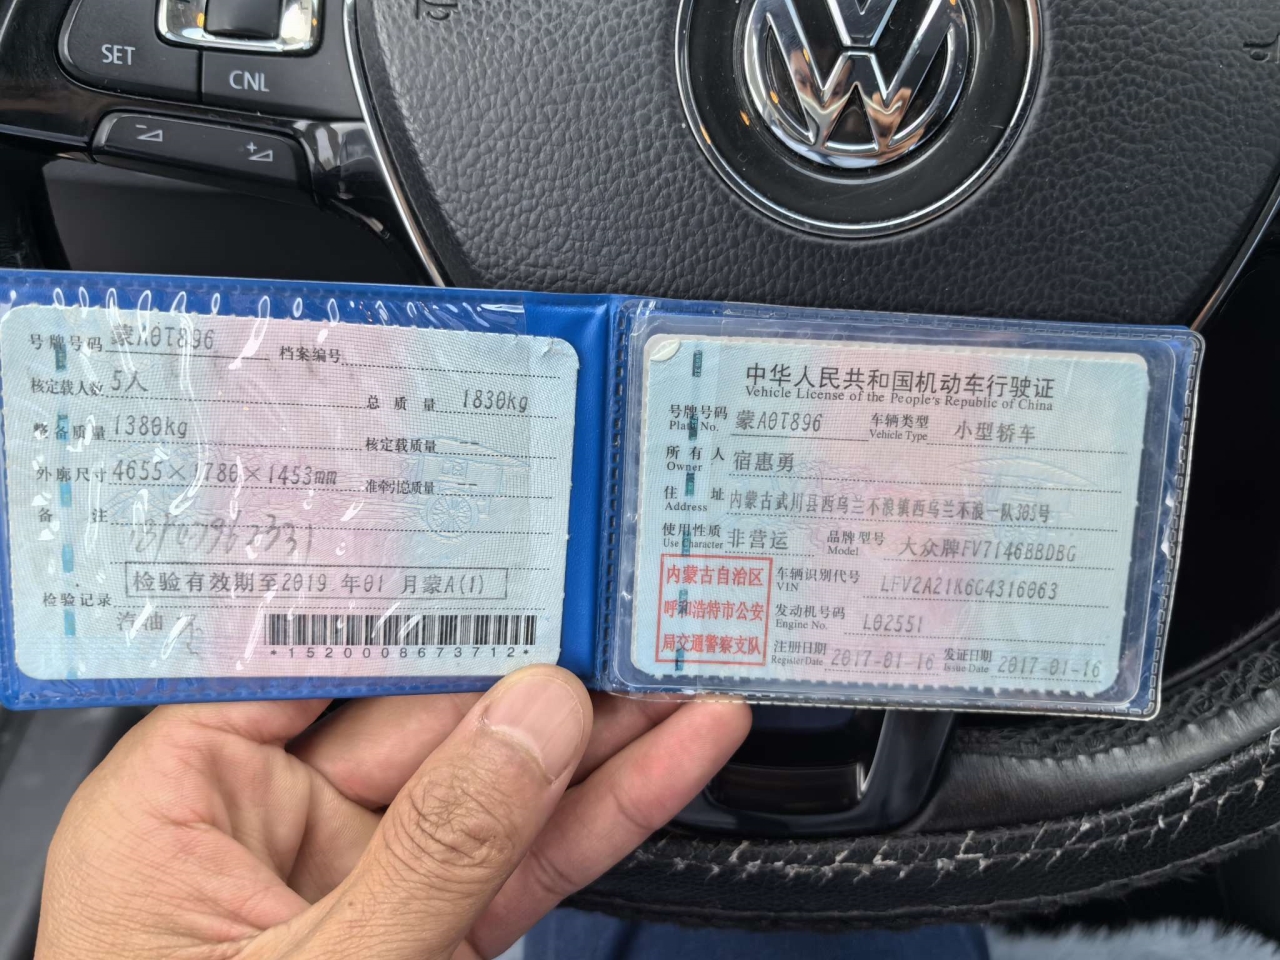 SET
CNL
号牌号码 蒙A0T896 档案编号
核定载人数 5人 总质量 1830kg
整备质量 1380kg 核定载质量 --
外廓尺寸 4655×1780×1453mm 准牵引总质量 --
备注
检验有效期至2019年01月蒙A(1)
检验记录
汽油
*1520008673712*
中华人民共和国机动车行驶证
Vehicle License of the People's Republic of China
号牌号码 蒙A0T896 车辆类型 小型轿车
Plate No. Vehicle Type
所有人 宿惠勇
Owner
住址 内蒙古武川县西乌兰不浪镇西乌兰不浪一队303号
Address
使用性质 非营运 品牌型号 大众牌FV7146BBDBG
Use Character Model
内蒙古自治区
呼和浩特市公安
局交通警察支队
车辆识别代号 LFV2A21K6G4316063
VIN
发动机号码 L02551
Engine No.
注册日期 2017-01-16 发证日期 2017-01-16
Register Date Issue Date